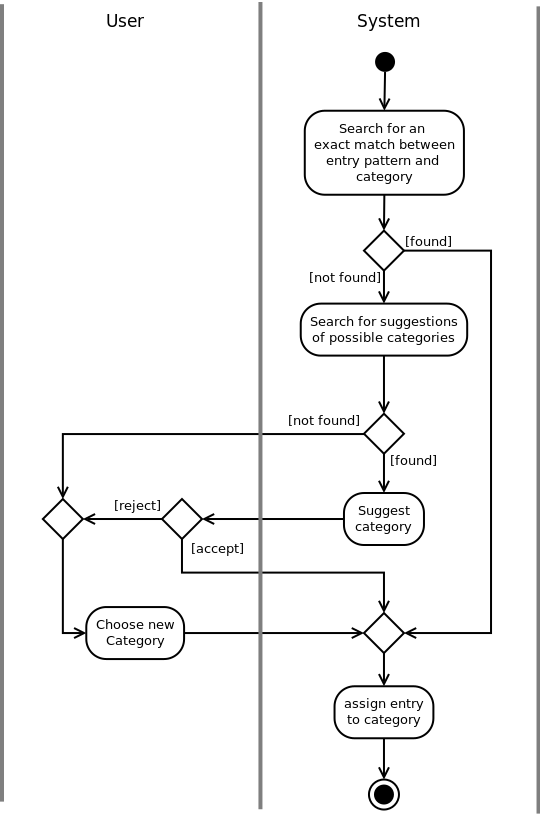 User
System
Search for an
exact match between
entry pattern and
category
[found]
[not found]
Search for suggestions
of possible categories
[not found]
[found]
Suggest
category
[reject]
[accept]
Choose new
Category
assign entry
to category